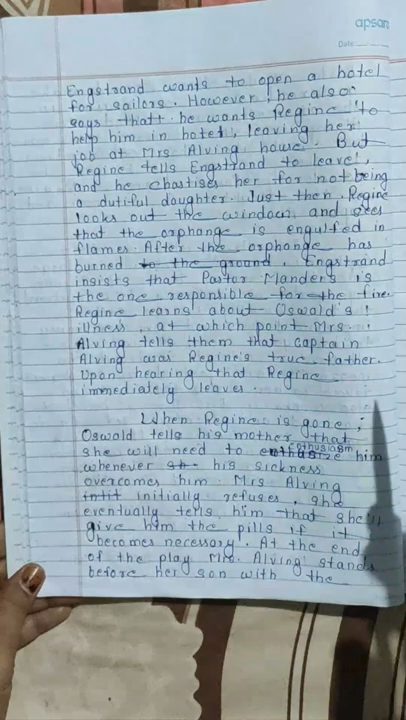 apsara
Date
Engstrand wants to open a hotel
for sailors. However, he also
says that he wants Regine to
help him in hotel, leaving her
job at Mrs Alving house. But
Regine tells Engstrand to leave,
and he chastises her for not being
a dutiful daughter. Just then, Regine
looks out the window and sees
that the orphange is engulfed in
flames. After the orphange has
burned to the ground, Engstrand
insists that Pastor Manders is
the one responsible for the fire.
Regine learns about Oswald's
illness, at which point Mrs.
Alving tells them that captain
Alving was Regine's true father.
Upon hearing that Regine
immediately leaves.
When Regine is gone,
Oswald tells his mother that
she will need to enthusiasm him
whenever his sickness
overcomes him. Mrs Alving
initially refuses, she
eventually tells him that she'll
give him the pills if it
becomes necessary. At the end
of the play Mrs. Alving stands
before her son with the